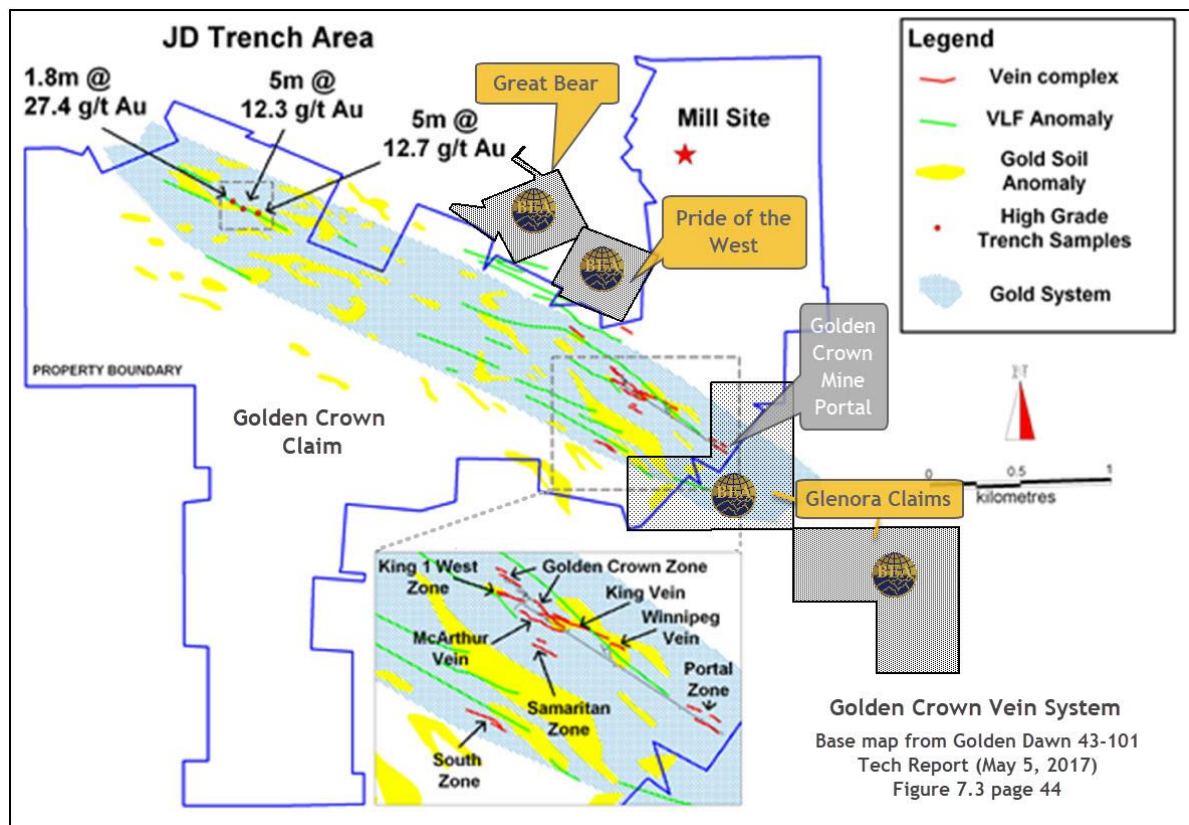 JD Trench Area
1.8m @
27.4 g/t Au
5m @
12.3 g/t Au
5m @
12.7 g/t Au
Great Bear
Mill Site
Pride of the
West
BEA
BEA
Legend
Vein complex
VLF Anomaly
Gold Soil
Anomaly
High Grade
Trench Samples
Gold System
PROPERTY BOUNDARY
Golden Crown
Claim
Golden
Crown
Mine
Portal
N
0
0.5
1
kilometres
BEA
Glenora Claims
BEA
King 1 West
Zone
Golden Crown Zone
King Vein
Winnipeg
Vein
McArthur
Vein
Samaritan
Zone
Portal
Zone
South
Zone
Golden Crown Vein System
Base map from Golden Dawn 43-101
Tech Report (May 5, 2017)
Figure 7.3 page 44